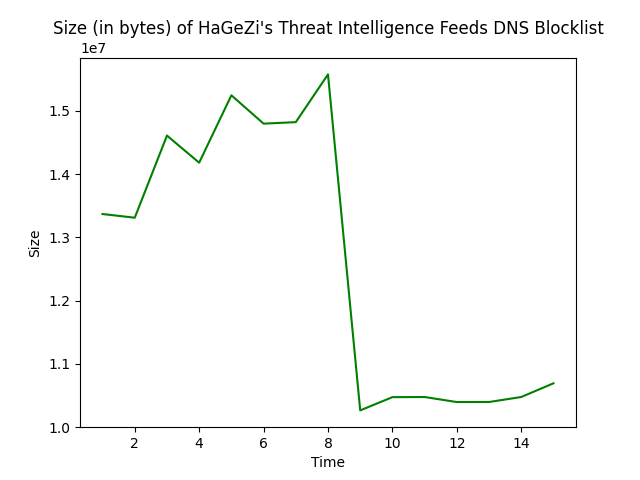 Size (in bytes) of HaGeZi's Threat Intelligence Feeds DNS Blocklist
1e7
1.5
1.4
1.3
1.2
1.1
1.0
Size
2 4 6 8 10 12 14
Time